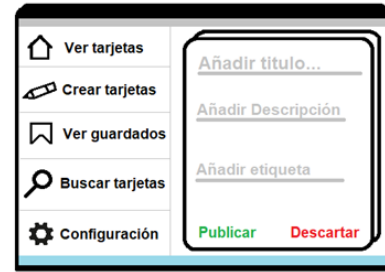 Ver tarjetas
Crear tarjetas
Ver guardados
Buscar tarjetas
Configuración
Añadir titulo...
Añadir Descripción
Añadir etiqueta
Publicar
Descartar